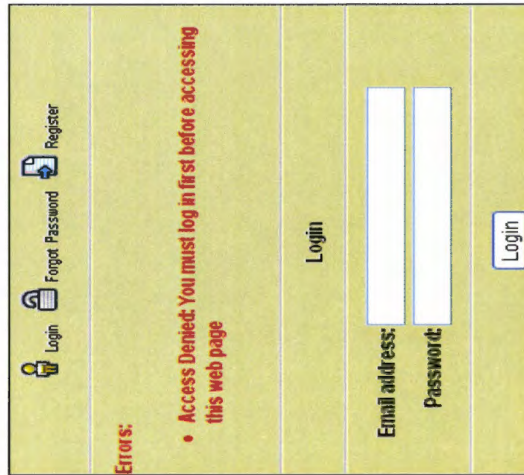 Login Forgot Password Register
Errors:
• Access Denied: You must log in first before accessing
this web page
Login
Email address:
Password:
Login